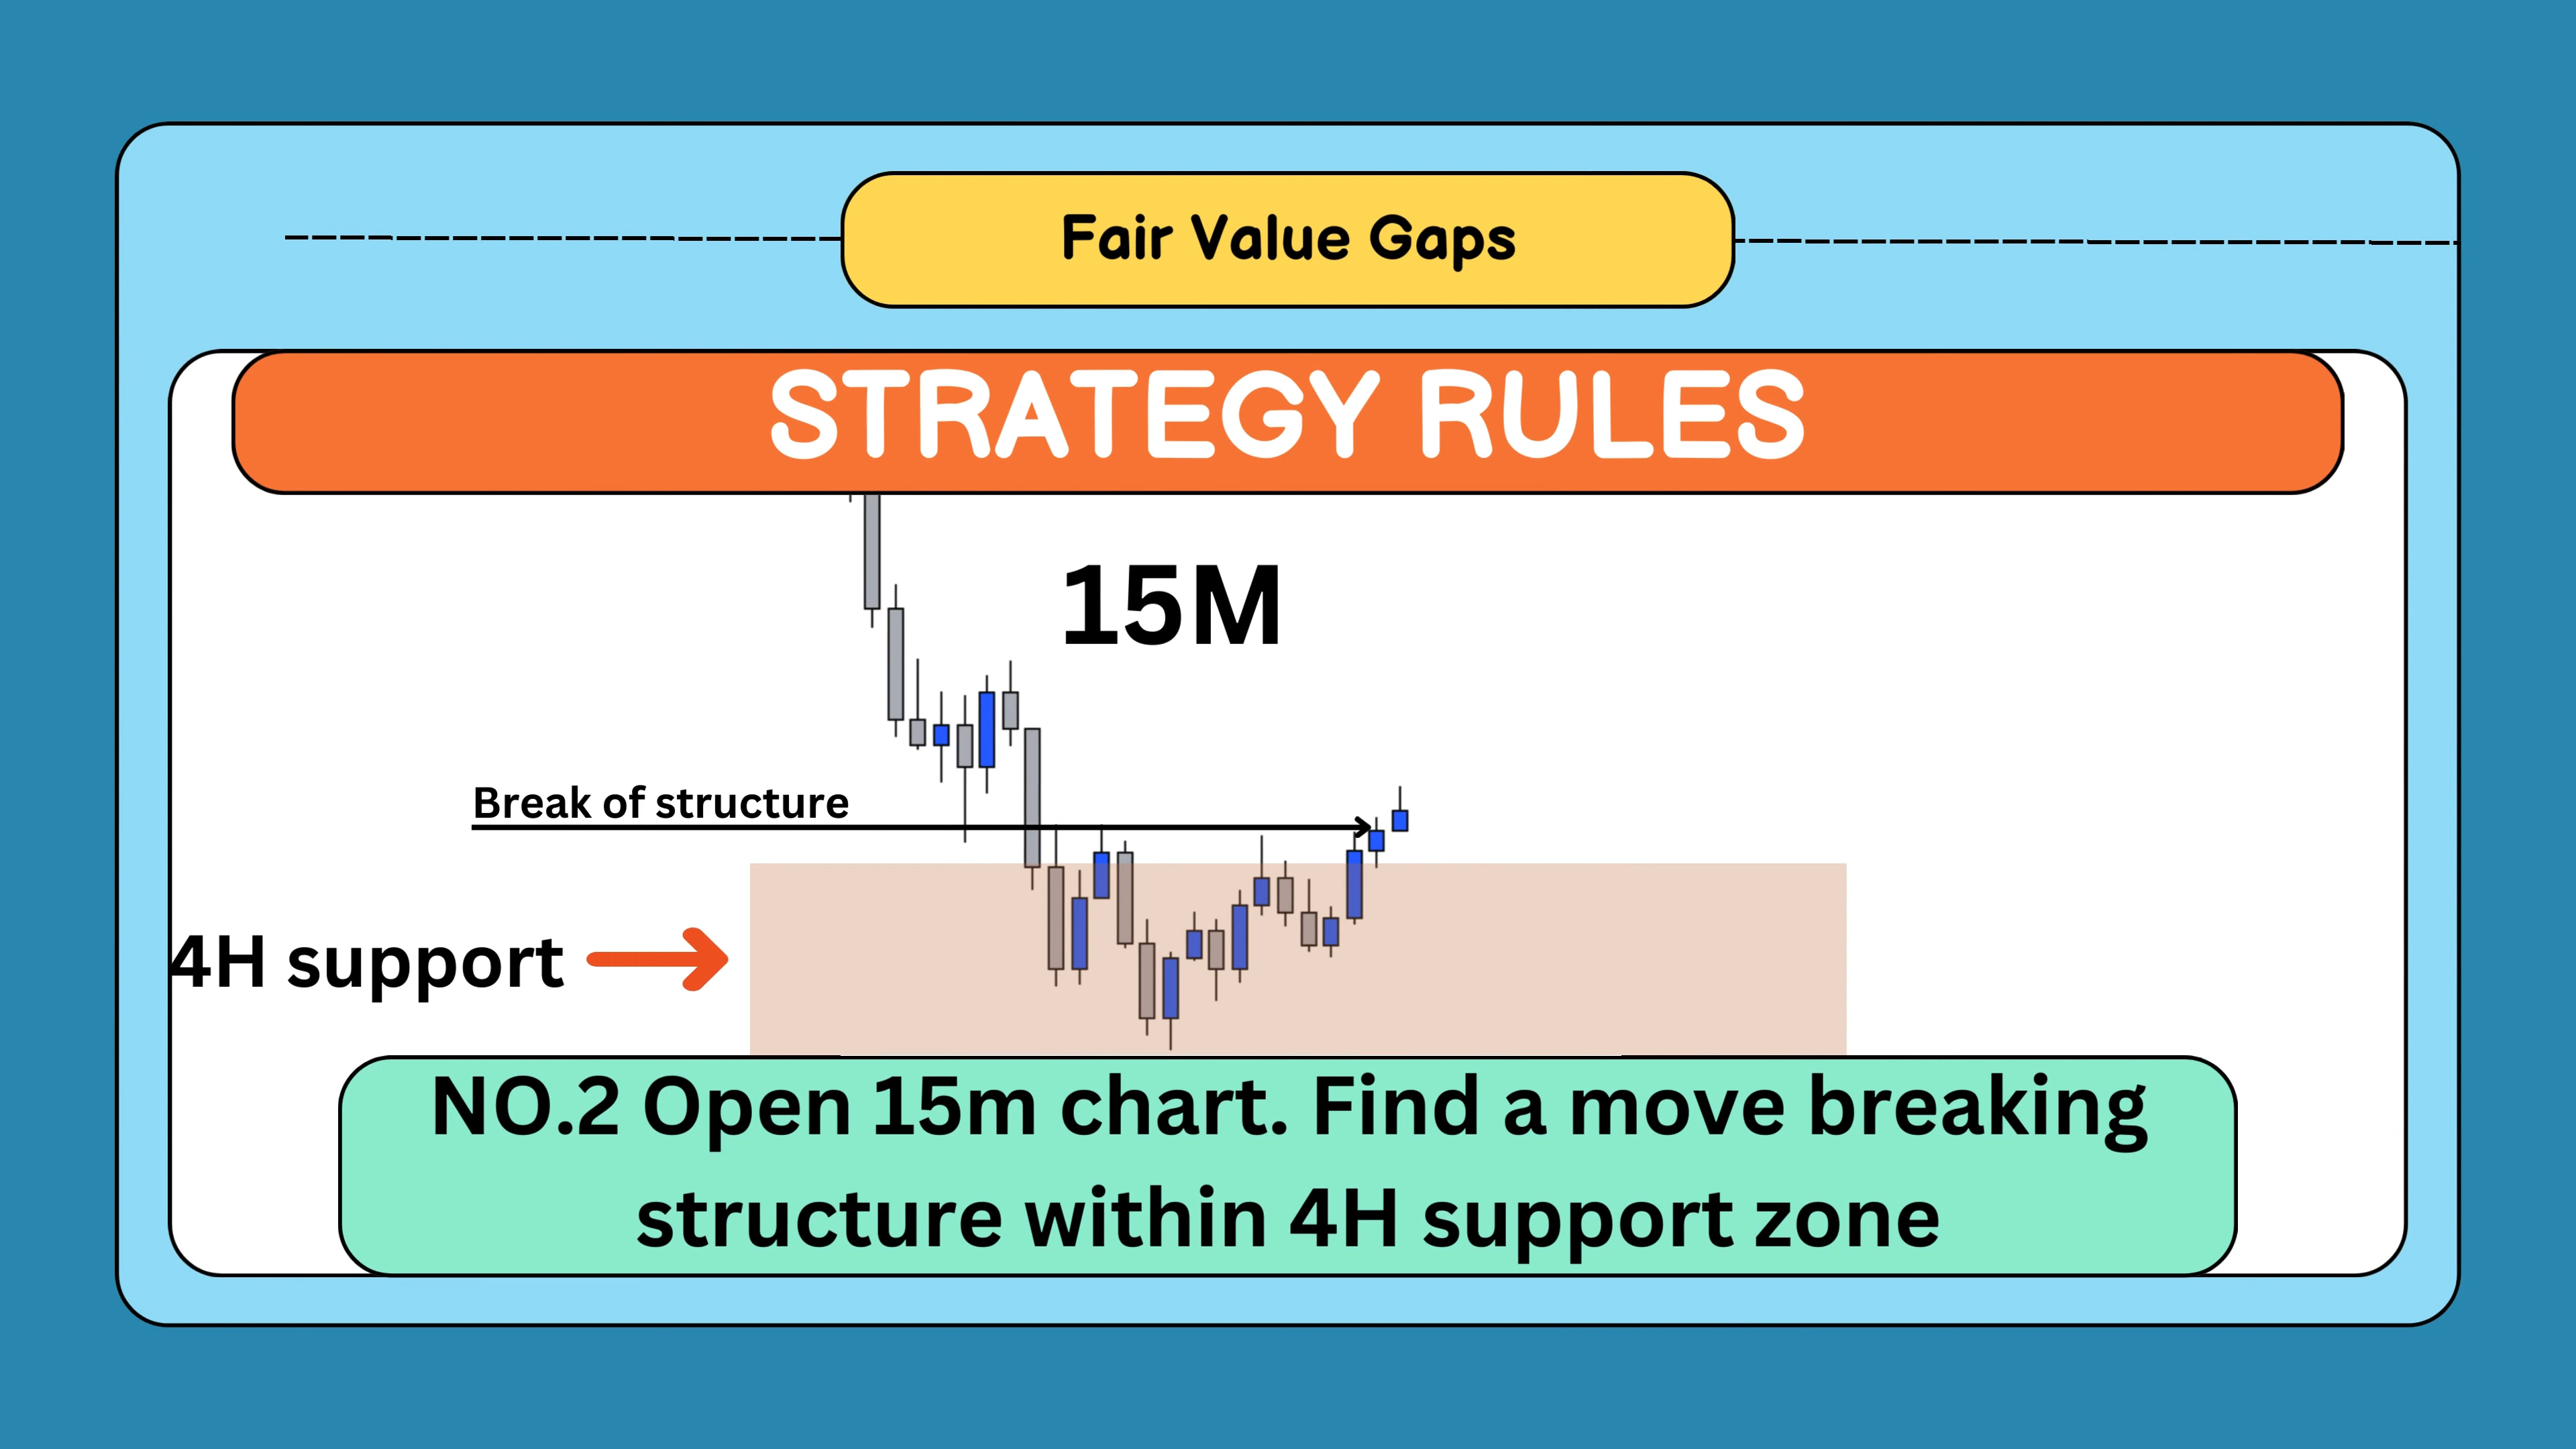 Fair Value Gaps
STRATEGY RULES
15M
Break of structure
4H support
NO.2 Open 15m chart. Find a move breaking
structure within 4H support zone